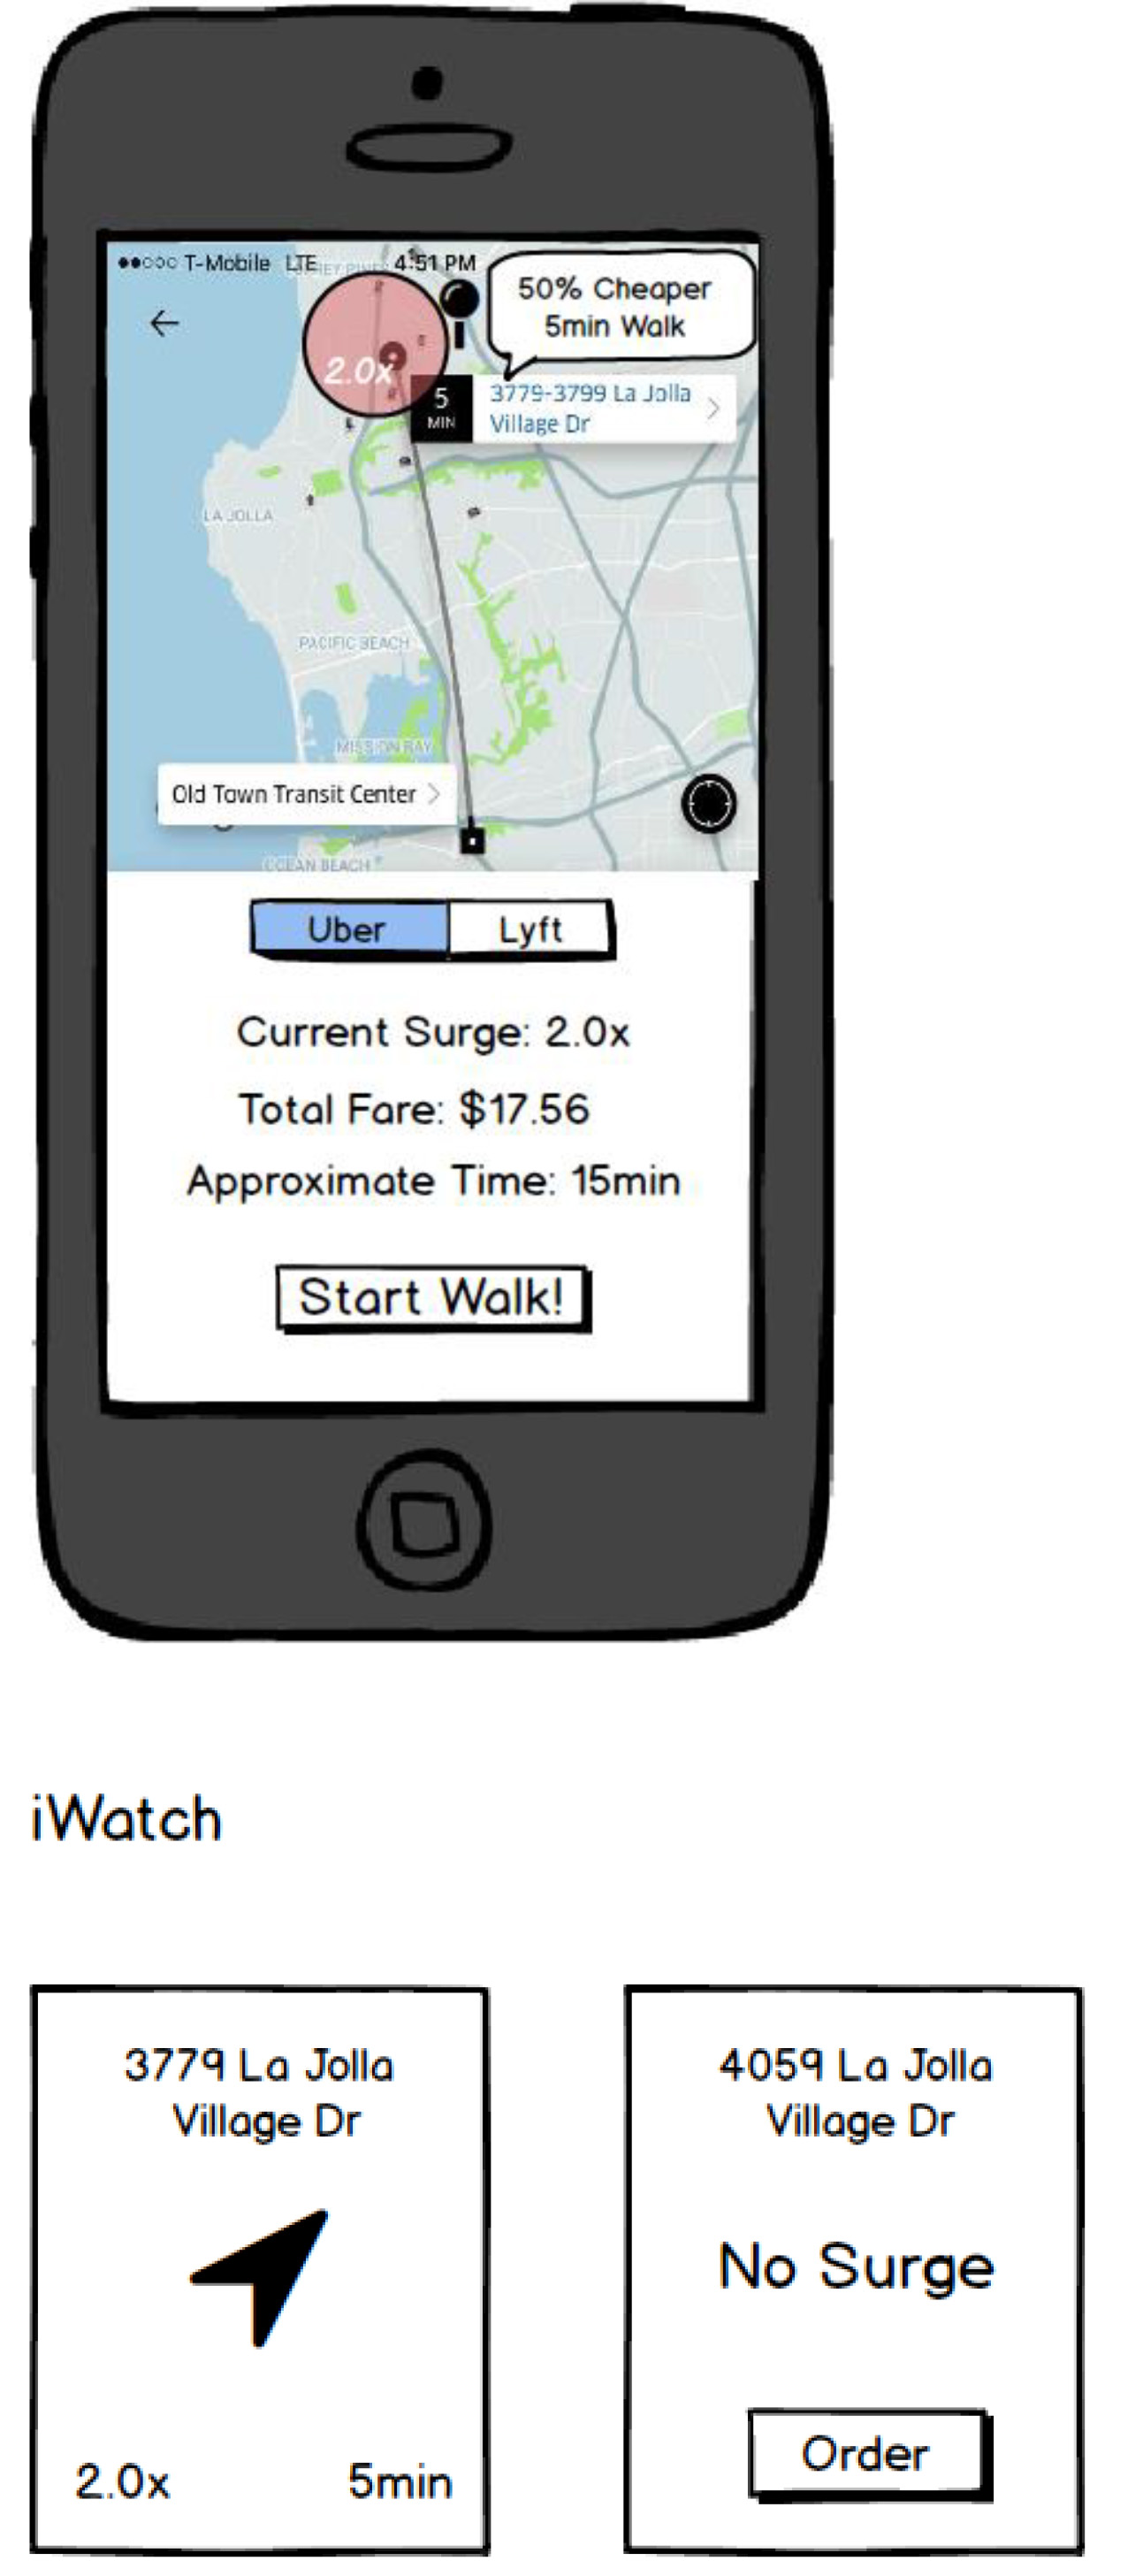 T-Mobile LTE 4:51 PM
50% Cheaper
5min Walk
2.0x
5
MIN
3779-3799 La Jolla
Village Dr
LA JOLLA
PACIFIC BEACH
MISSION BAY
Old Town Transit Center
OCEAN BEACH
Uber
Lyft
Current Surge: 2.0x
Total Fare: $17.56
Approximate Time: 15min
Start Walk!
iWatch
3779 La Jolla
Village Dr
2.0x
5min
4059 La Jolla
Village Dr
No Surge
Order